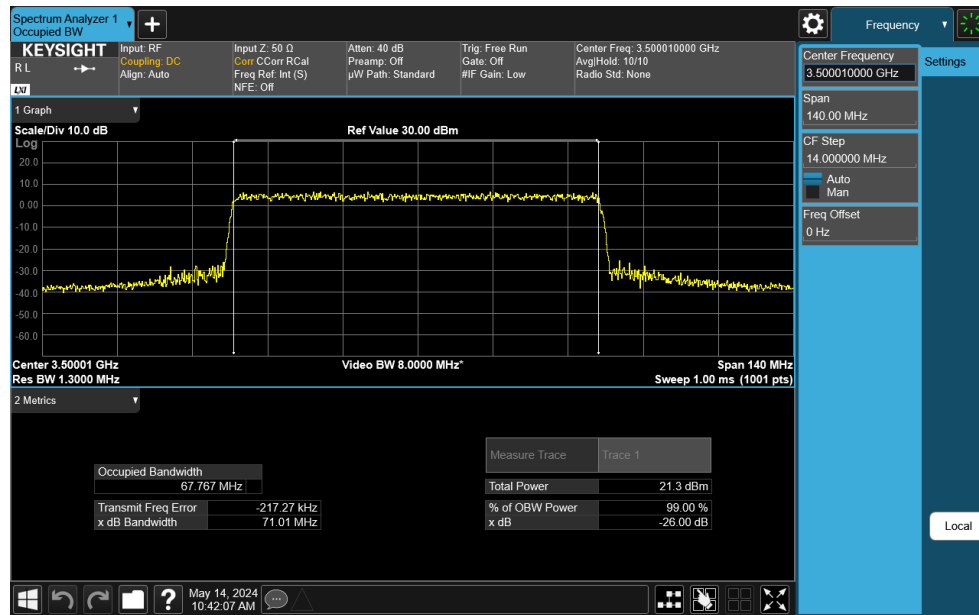 Spectrum Analyzer 1
Occupied BW
Frequency
KEYSIGHT
R L
LXI
Input: RF
Coupling: DC
Align: Auto
Input Z: 50 Ω
Corr CCorr RCal
Freq Ref: Int (S)
NFE: Off
Atten: 40 dB
Preamp: Off
µW Path: Standard
Trig: Free Run
Gate: Off
#IF Gain: Low
Center Freq: 3.500010000 GHz
Avg|Hold: 10/10
Radio Std: None
Center Frequency
3.500010000 GHz
Settings
Span
140.00 MHz
CF Step
14.000000 MHz
Auto
Man
Freq Offset
0 Hz
Local
1 Graph
Scale/Div 10.0 dB
Ref Value 30.00 dBm
Log
20.0
10.0
0.00
-10.0
-20.0
-30.0
-40.0
-50.0
-60.0
Center 3.50001 GHz
Video BW 8.0000 MHz*
Span 140 MHz
Res BW 1.3000 MHz
Sweep 1.00 ms (1001 pts)
2 Metrics
Measure Trace Trace 1
Occupied Bandwidth
67.767 MHz
Total Power 21.3 dBm
Transmit Freq Error -217.27 kHz
% of OBW Power 99.00 %
x dB Bandwidth 71.01 MHz
x dB -26.00 dB
?
May 14, 2024
10:42:07 AM